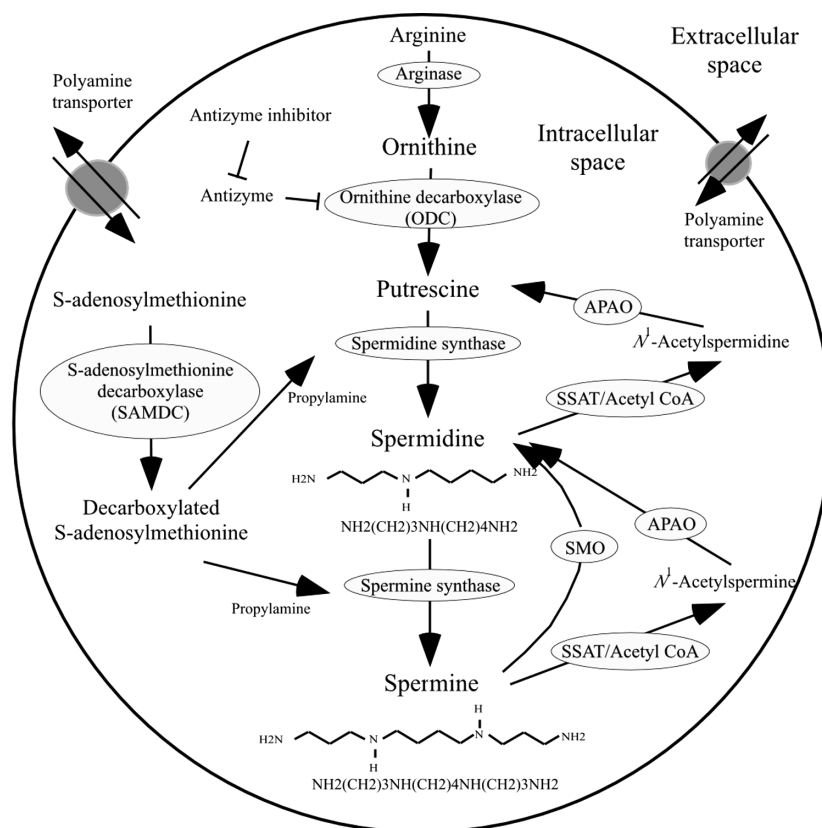 Arginine
Extracellular
space
Arginase
Polyamine
transporter
Antizyme inhibitor
Intracellular
space
Ornithine
Antizyme
Ornithine decarboxylase
(ODC)
Polyamine
transporter
S-adenosylmethionine
Putrescine
APAO
N1-Acetylspermidine
Spermidine synthase
S-adenosylmethionine
decarboxylase
(SAMDC)
Propylamine
SSAT/Acetyl CoA
Spermidine
H2N
N
H
NH2
Decarboxylated
S-adenosylmethionine
NH2(CH2)3NH(CH2)4NH2
APAO
SMO
N1-Acetylspermine
Spermine synthase
Propylamine
SSAT/Acetyl CoA
Spermine
H
H2N
N
N
NH2
H
NH2(CH2)3NH(CH2)4NH(CH2)3NH2